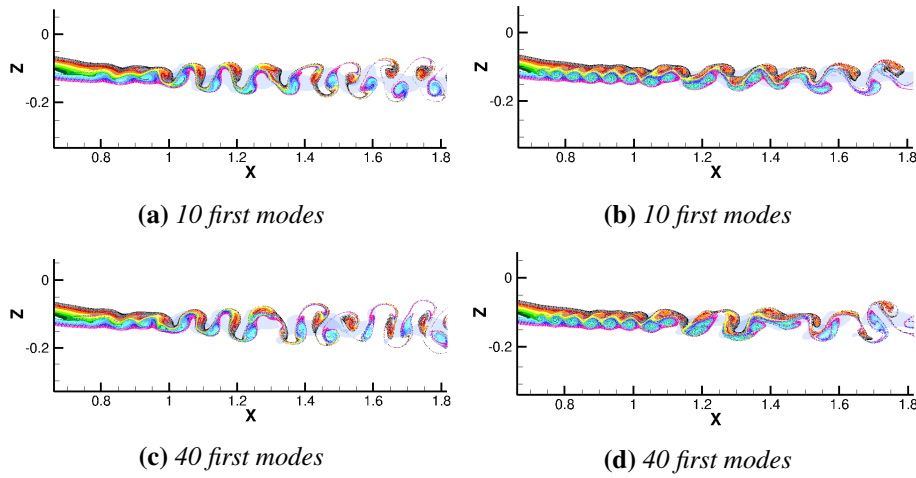 0
-0.2
Z
0.8 1 1.2 1.4 1.6 1.8
X
(a) 10 first modes
0
-0.2
Z
0.8 1 1.2 1.4 1.6 1.8
X
(b) 10 first modes
0
-0.2
Z
0.8 1 1.2 1.4 1.6 1.8
X
(c) 40 first modes
0
-0.2
Z
0.8 1 1.2 1.4 1.6 1.8
X
(d) 40 first modes